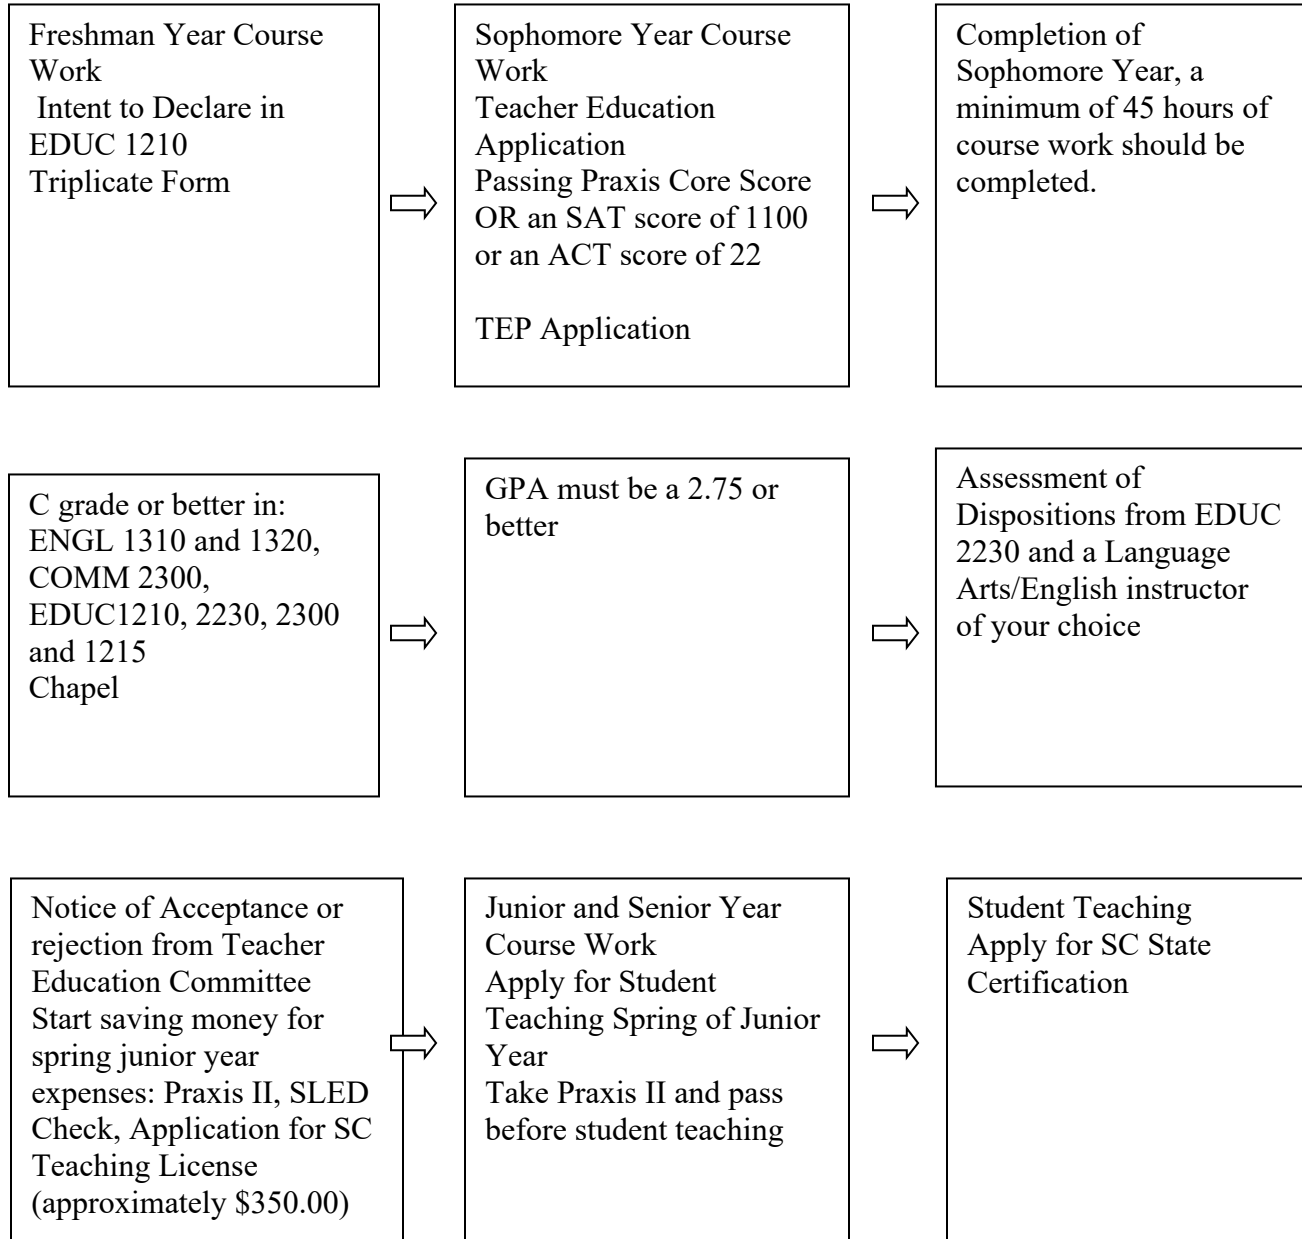 Freshman Year Course
Work
Intent to Declare in
EDUC 1210
Triplicate Form
Sophomore Year Course
Work
Teacher Education
Application
Passing Praxis Core Score
OR an SAT score of 1100
or an ACT score of 22
TEP Application
Completion of
Sophomore Year, a
minimum of 45 hours of
course work should be
completed.
C grade or better in:
ENGL 1310 and 1320,
COMM 2300,
EDUC1210, 2230, 2300
and 1215
Chapel
GPA must be a 2.75 or
better
Assessment of
Dispositions from EDUC
2230 and a Language
Arts/English instructor
of your choice
Notice of Acceptance or
rejection from Teacher
Education Committee
Start saving money for
spring junior year
expenses: Praxis II, SLED
Check, Application for SC
Teaching License
(approximately $350.00)
Junior and Senior Year
Course Work
Apply for Student
Teaching Spring of Junior
Year
Take Praxis II and pass
before student teaching
Student Teaching
Apply for SC State
Certification